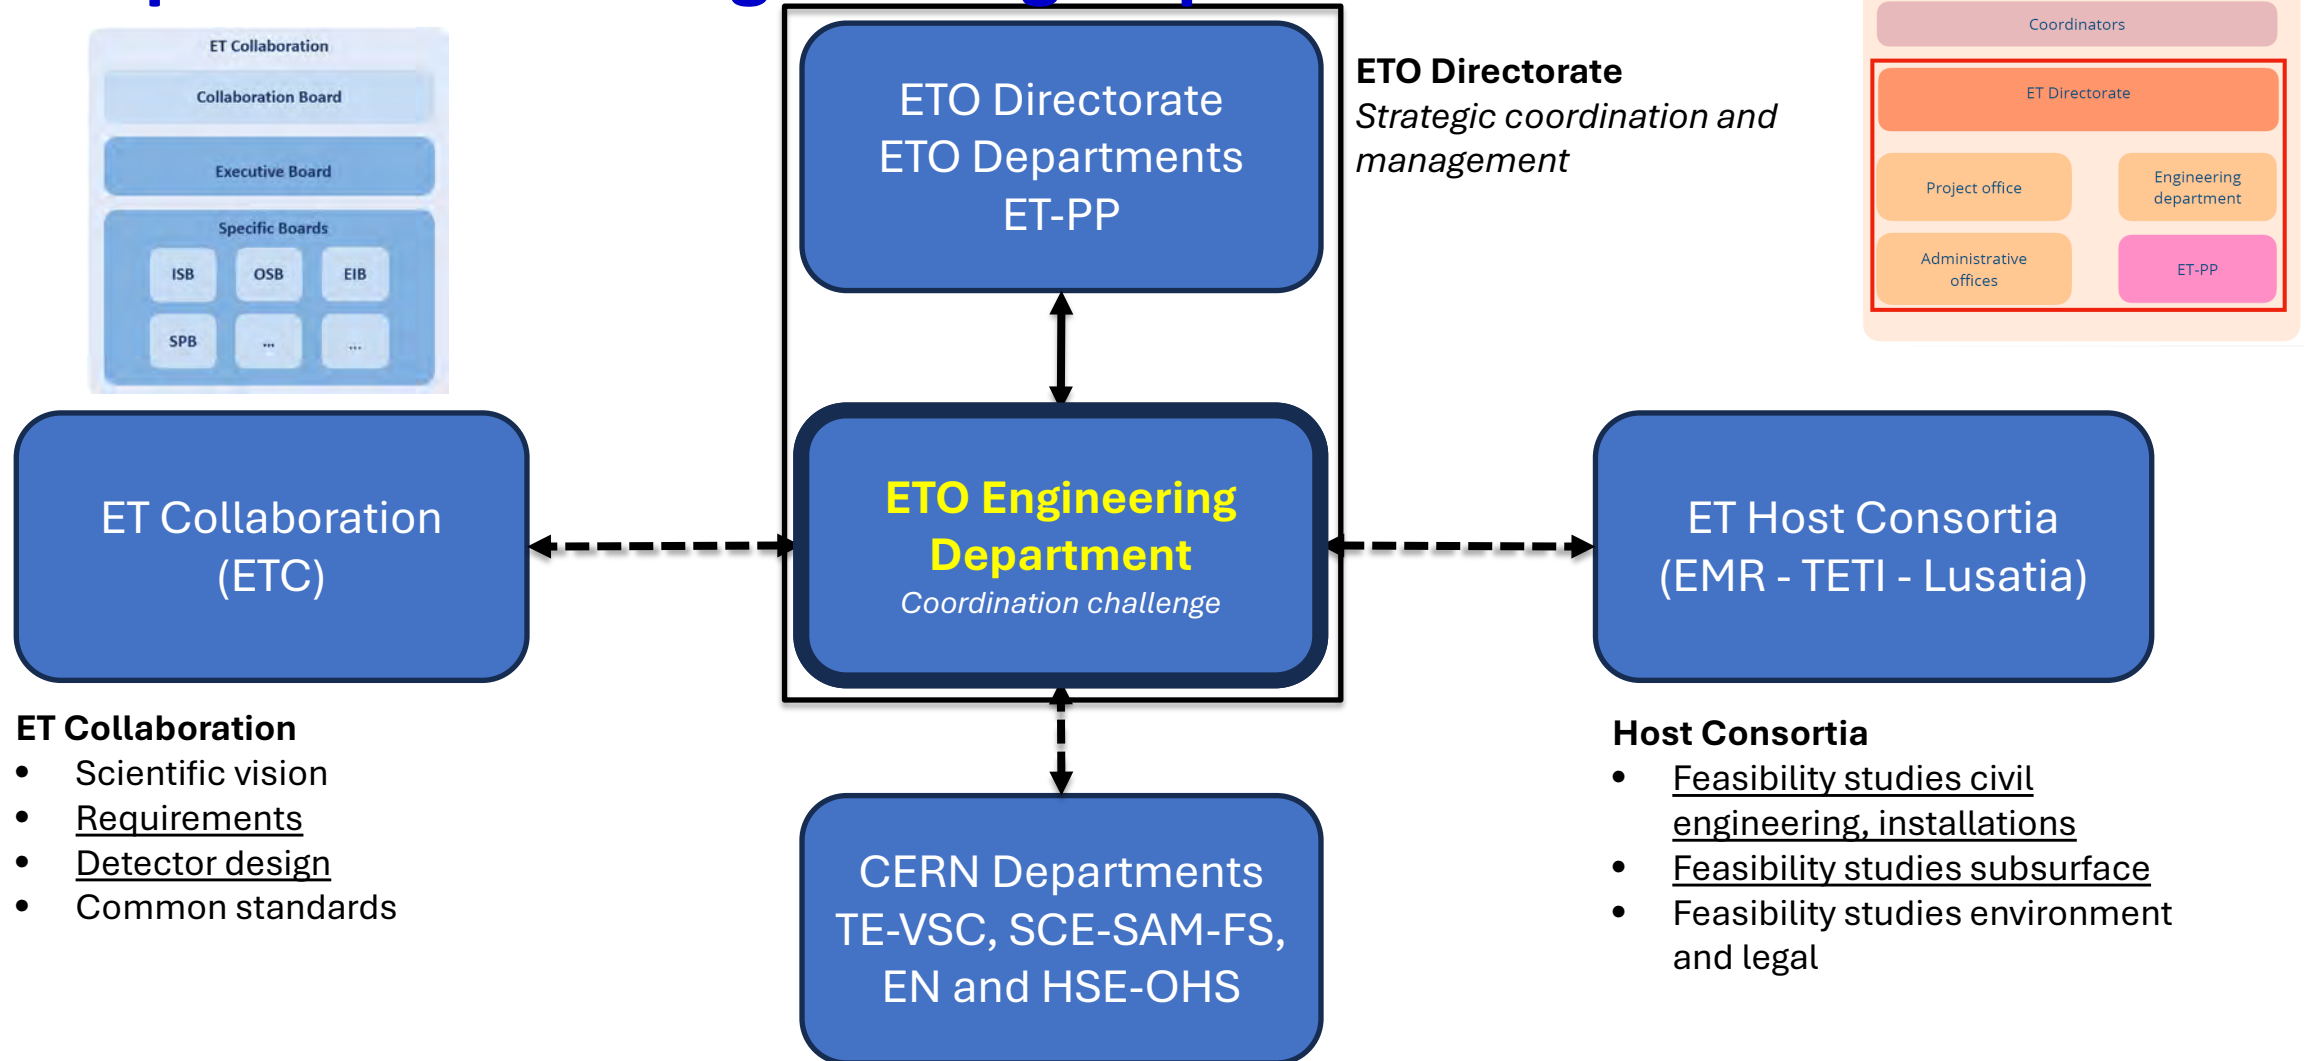 ET Collaboration
Collaboration Board
Executive Board
Specific Boards
ISB OSB EIB
SPB ... ...
ETO Directorate
ETO Departments
ET-PP
ETO Directorate
Strategic coordination and
management
Coordinators
ET Directorate
Project office
Engineering
department
Administrative
offices
ET-PP
ET Collaboration
(ETC)
ETO Engineering
Department
Coordination challenge
ET Host Consortia
(EMR - TETI - Lusatia)
ET Collaboration
• Scientific vision
• Requirements
• Detector design
• Common standards
CERN Departments
TE-VSC, SCE-SAM-FS,
EN and HSE-OHS
Host Consortia
• Feasibility studies civil
engineering, installations
• Feasibility studies subsurface
• Feasibility studies environment
and legal